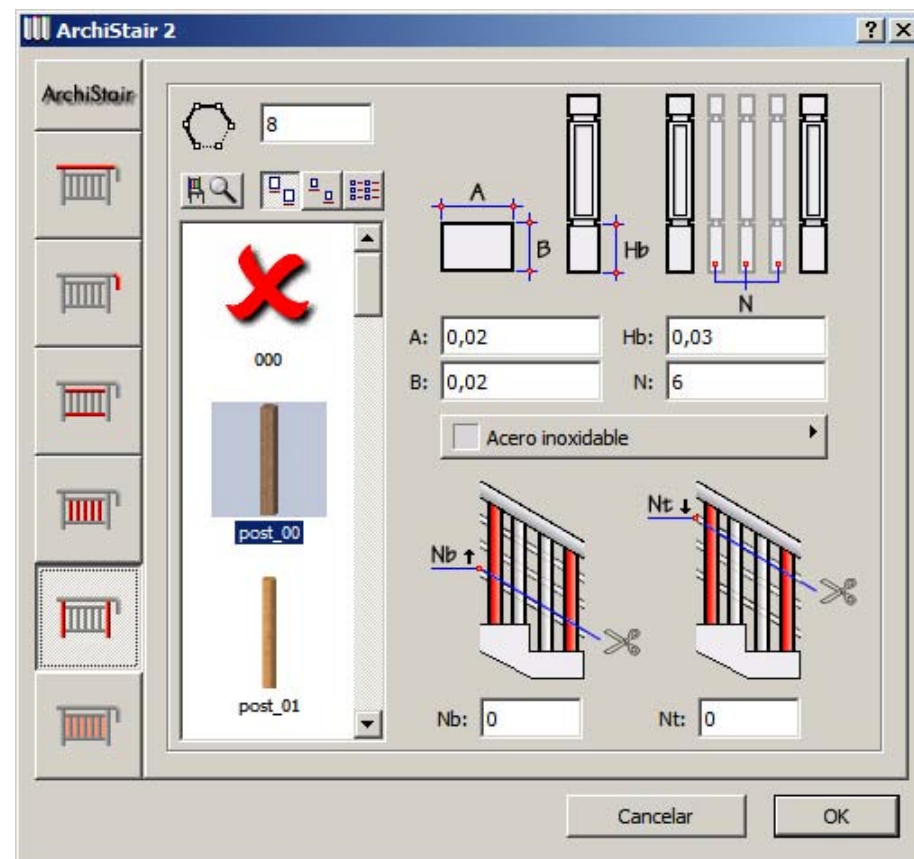 ArchiStair 2
ArchiStair
8
000
post_00
post_01
A
B
Hb
N
A: 0,02
Hb: 0,03
B: 0,02
N: 6
Acero inoxidable
Nb
Nt
Nb: 0
Nt: 0
Cancelar
OK